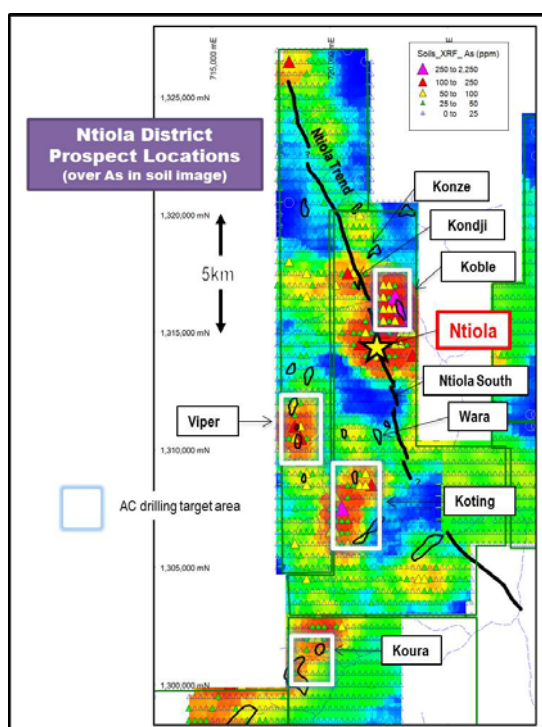 715,000 mE
720,000 mE
Soils_XRF_ As (ppm)
250 to 2,250
100 to 250
50 to 100
25 to 50
0 to 25
1,325,000 mN
Ntiola District
Prospect Locations
(over As in soil image)
Ntiola Trend
?
Konze
1,320,000 mN
Kondji
Koble
5km
Ntiola
1,315,000 mN
Ntiola South
Wara
Viper
1,310,000 mN
?
AC drilling target area
Koting
1,305,000 mN
Koura
1,300,000 mN